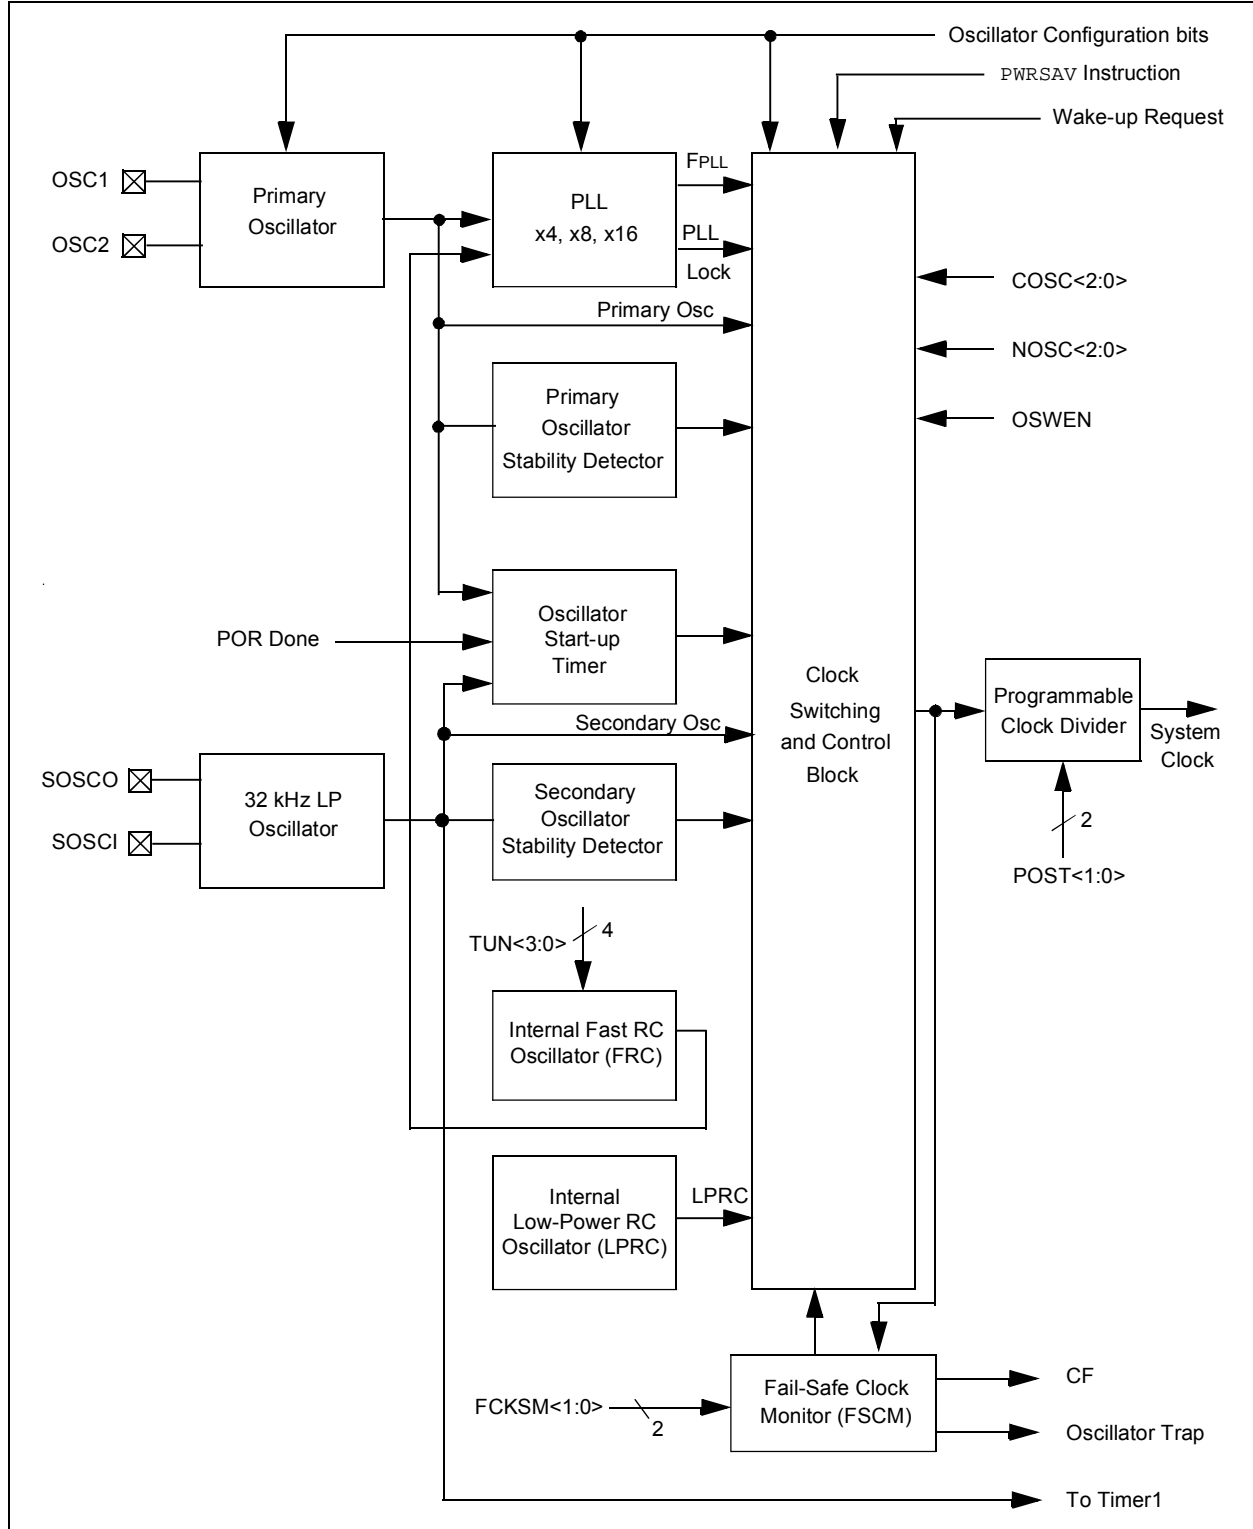 Oscillator Configuration bits
PWRSAV Instruction
Wake-up Request
OSC1
OSC2
Primary
Oscillator
PLL
x4, x8, x16
FPLL
PLL
Lock
Primary Osc
COSC<2:0>
NOSC<2:0>
OSWEN
Primary
Oscillator
Stability Detector
POR Done
Oscillator
Start-up
Timer
Secondary Osc
Clock
Switching
and Control
Block
Programmable
Clock Divider
System
Clock
2
POST<1:0>
SOSCO
SOSCI
32 kHz LP
Oscillator
Secondary
Oscillator
Stability Detector
TUN<3:0>
4
Internal Fast RC
Oscillator (FRC)
Internal
Low-Power RC
Oscillator (LPRC)
LPRC
FCKSM<1:0>
2
Fail-Safe Clock
Monitor (FSCM)
CF
Oscillator Trap
To Timer1